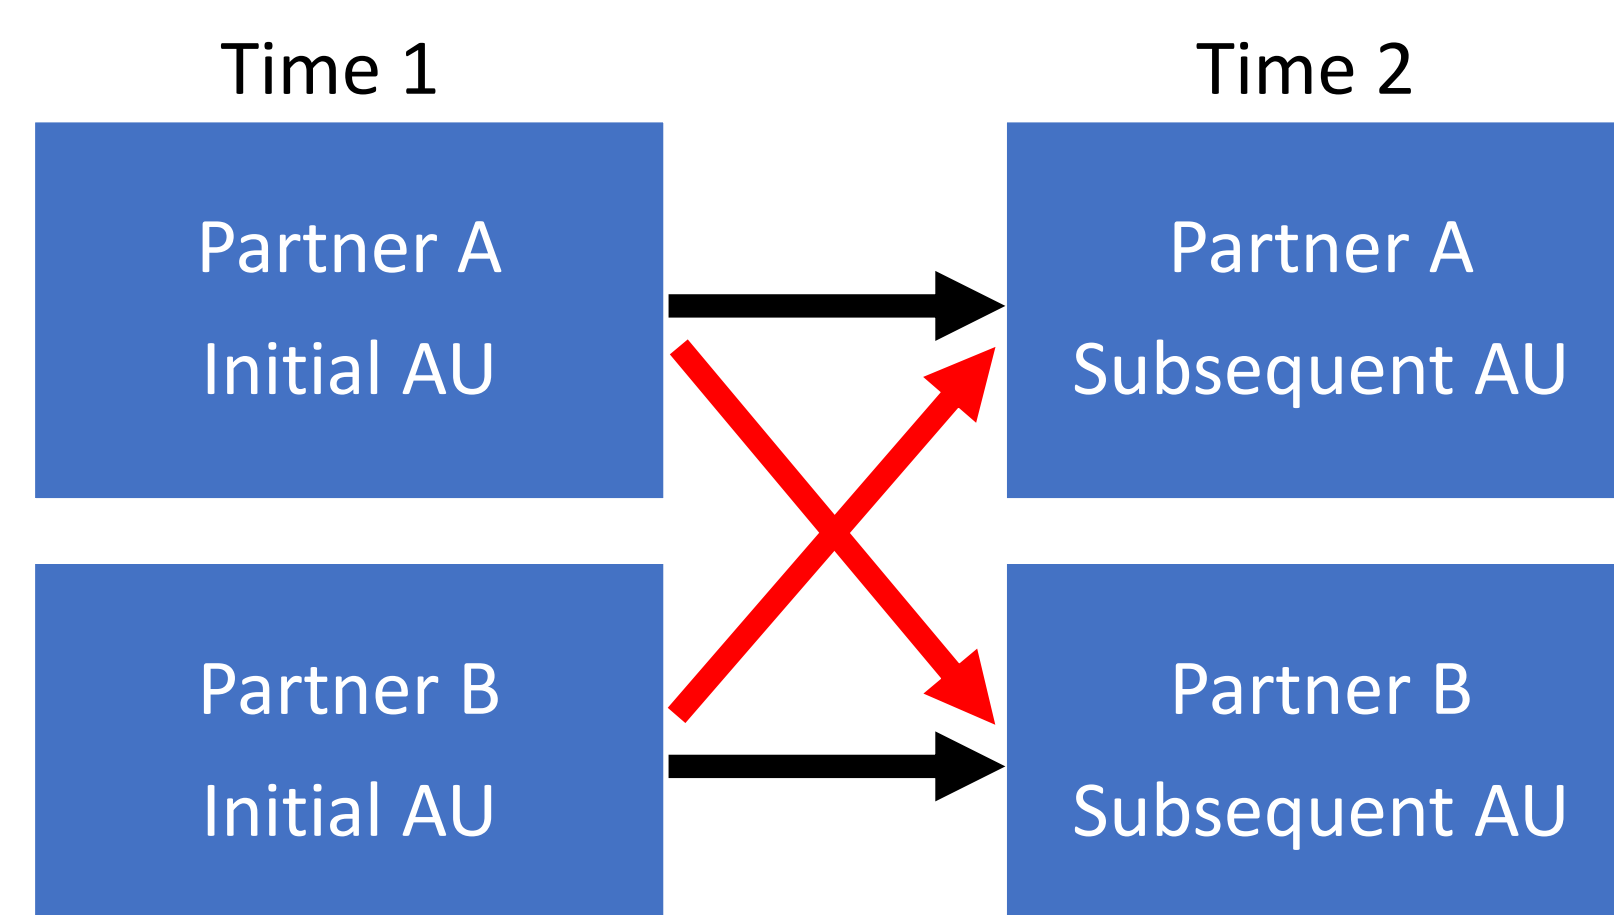 Time 1
Time 2
Partner A
Initial AU
Partner A
Subsequent AU
Partner B
Initial AU
Partner B
Subsequent AU